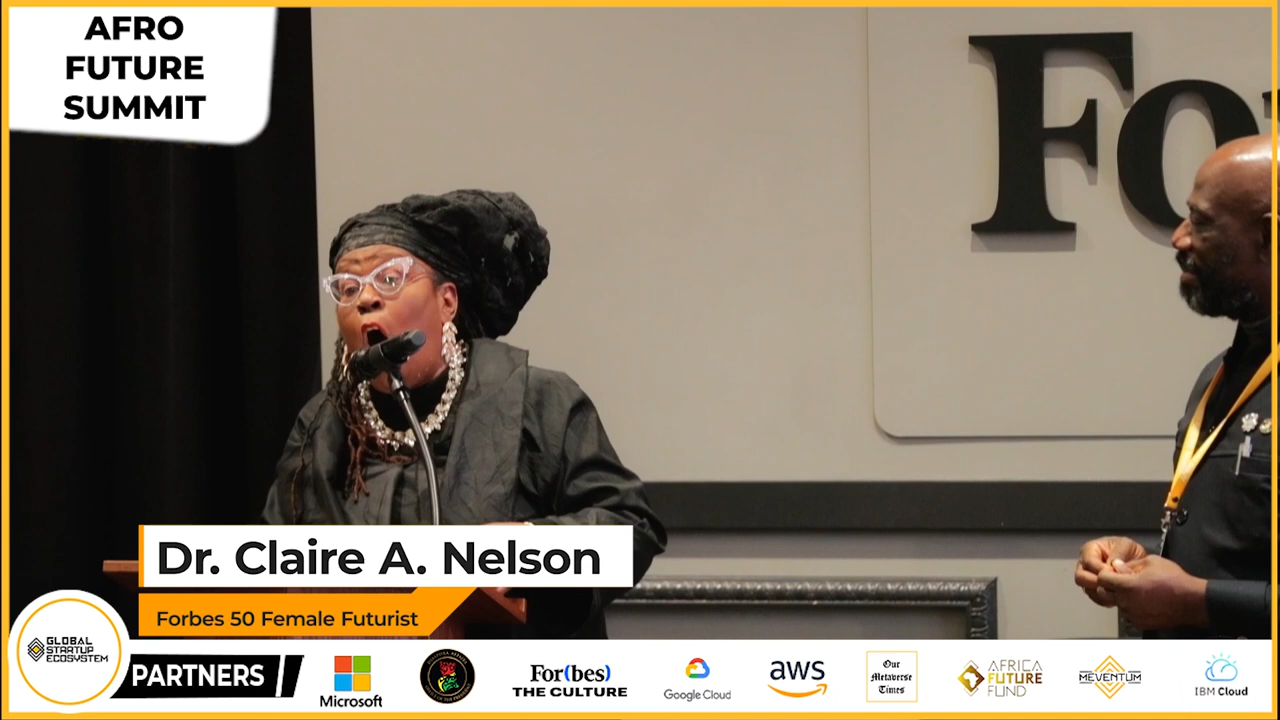 AFRO
FUTURE
SUMMIT
Fo
Dr. Claire A. Nelson
Forbes 50 Female Futurist
GLOBAL
STARTUP
ECOSYSTEM
PARTNERS
Microsoft
For(bes)
THE CULTURE
Google Cloud
aws
Our
Metaverse
Times
AFRICA
FUTURE
FUND
MEVENTUM
IBM Cloud